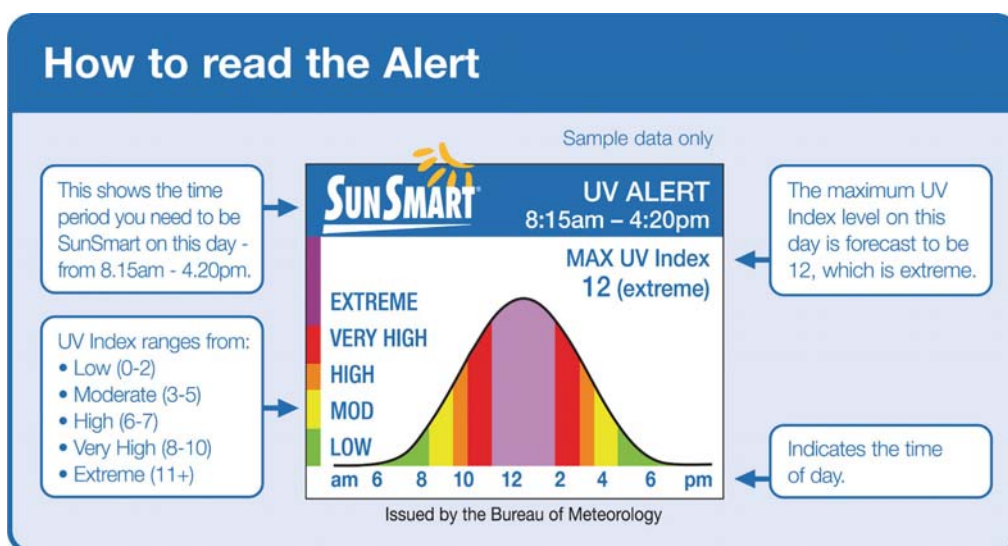 How to read the Alert
Sample data only
This shows the time
period you need to be
SunSmart on this day -
from 8.15am - 4.20pm.
UV Index ranges from:
• Low (0-2)
• Moderate (3-5)
• High (6-7)
• Very High (8-10)
• Extreme (11+)
SUNSMART®
UV ALERT
8:15am – 4:20pm
MAX UV Index
12 (extreme)
EXTREME
VERY HIGH
HIGH
MOD
LOW
am 6 8 10 12 2 4 6 pm
Issued by the Bureau of Meteorology
The maximum UV
Index level on this
day is forecast to be
12, which is extreme.
Indicates the time
of day.